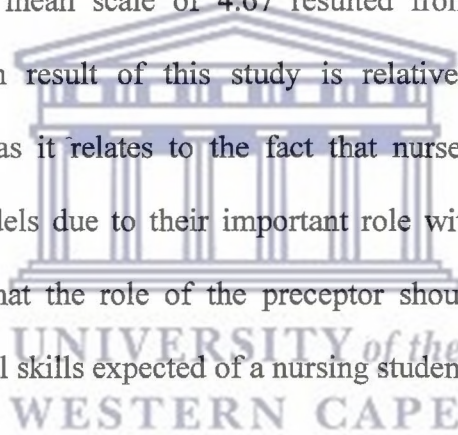 mean scale of 4.67 resulted from
result of this study is relative
as it relates to the fact that nurse
dels due to their important role wit
hat the role of the preceptor shou
UNIVERSITY of the
l skills expected of a nursing studen
WESTERN CAPE